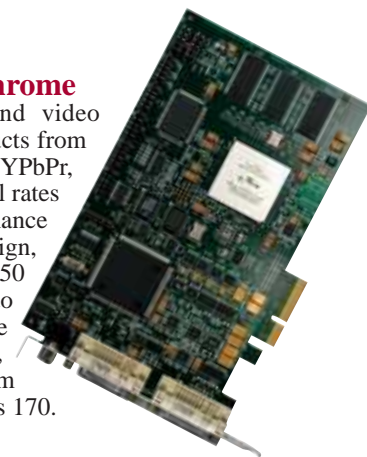 hrome
nd video
cts from
YPbPr,
l rates
ance
ign,
50
o
e
,
m
s 170.